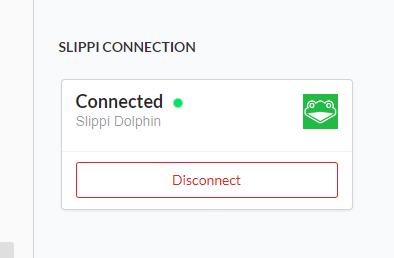 SLIPPI CONNECTION
Connected
Slippi Dolphin
Disconnect